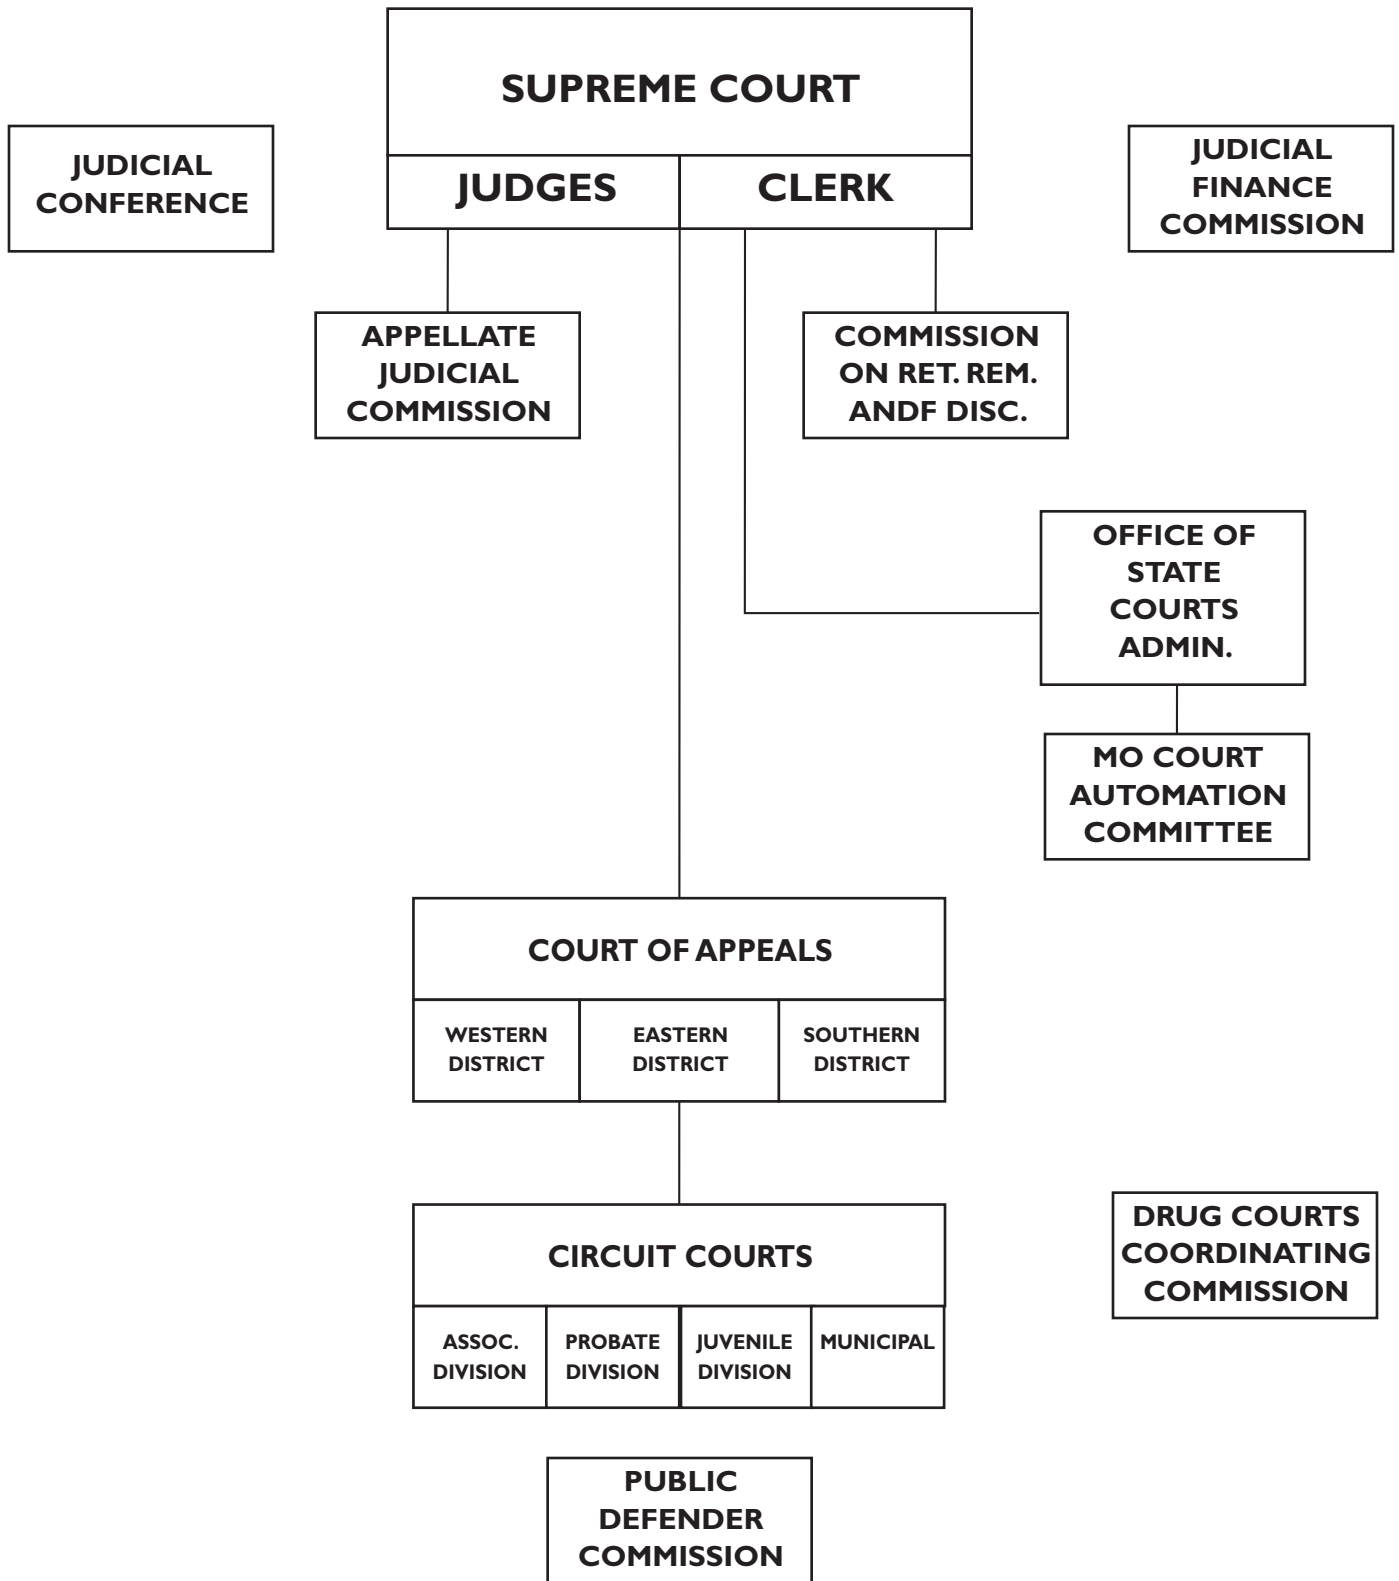 SUPREME COURT
JUDICIAL
CONFERENCE
JUDGES
CLERK
JUDICIAL
FINANCE
COMMISSION
APPELLATE
JUDICIAL
COMMISSION
COMMISSION
ON RET. REM.
ANDF DISC.
OFFICE OF
STATE
COURTS
ADMIN.
MO COURT
AUTOMATION
COMMITTEE
COURT OF APPEALS
WESTERN
DISTRICT
EASTERN
DISTRICT
SOUTHERN
DISTRICT
CIRCUIT COURTS
ASSOC.
DIVISION
PROBATE
DIVISION
JUVENILE
DIVISION
MUNICIPAL
DRUG COURTS
COORDINATING
COMMISSION
PUBLIC
DEFENDER
COMMISSION